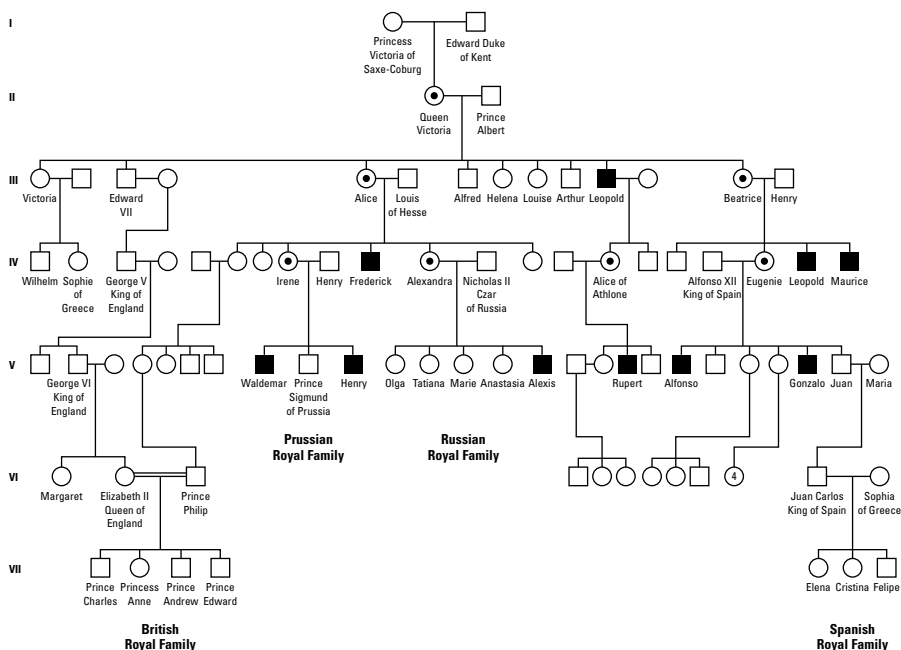 I
Princess
Victoria of
Saxe-Coburg
Edward Duke
of Kent
II
Queen
Victoria
Prince
Albert
III
Victoria
Edward
VII
Alice
Louis
of Hesse
Alfred
Helena
Louise
Arthur
Leopold
Beatrice
Henry
IV
Wilhelm
Sophie
of
Greece
George V
King of
England
Irene
Henry
Frederick
Alexandra
Nicholas II
Czar
of Russia
Alice of
Athlone
Alfonso XII
King of Spain
Eugenie
Leopold
Maurice
V
George VI
King of
England
Waldemar
Prince
Sigmund
of Prussia
Henry
Olga
Tatiana
Marie
Anastasia
Alexis
Rupert
Alfonso
Gonzalo
Juan
Maria
Prussian
Royal Family
Russian
Royal Family
VI
Margaret
Elizabeth II
Queen of
England
Prince
Philip
4
Juan Carlos
King of Spain
Sophia
of Greece
VII
Prince
Charles
Princess
Anne
Prince
Andrew
Prince
Edward
Elena
Cristina
Felipe
British
Royal Family
Spanish
Royal Family